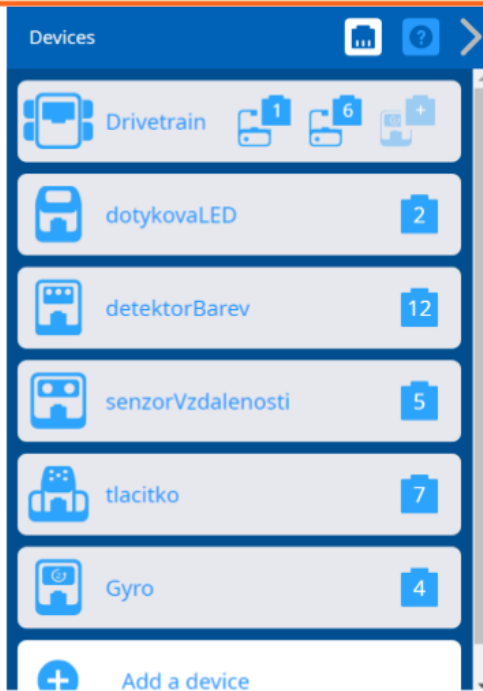 Devices ?
Drivetrain 1 6 +
dotykovaLED 2
detektorBarev 12
senzorVzdalenosti 5
tlacitko 7
Gyro 4
+ Add a device